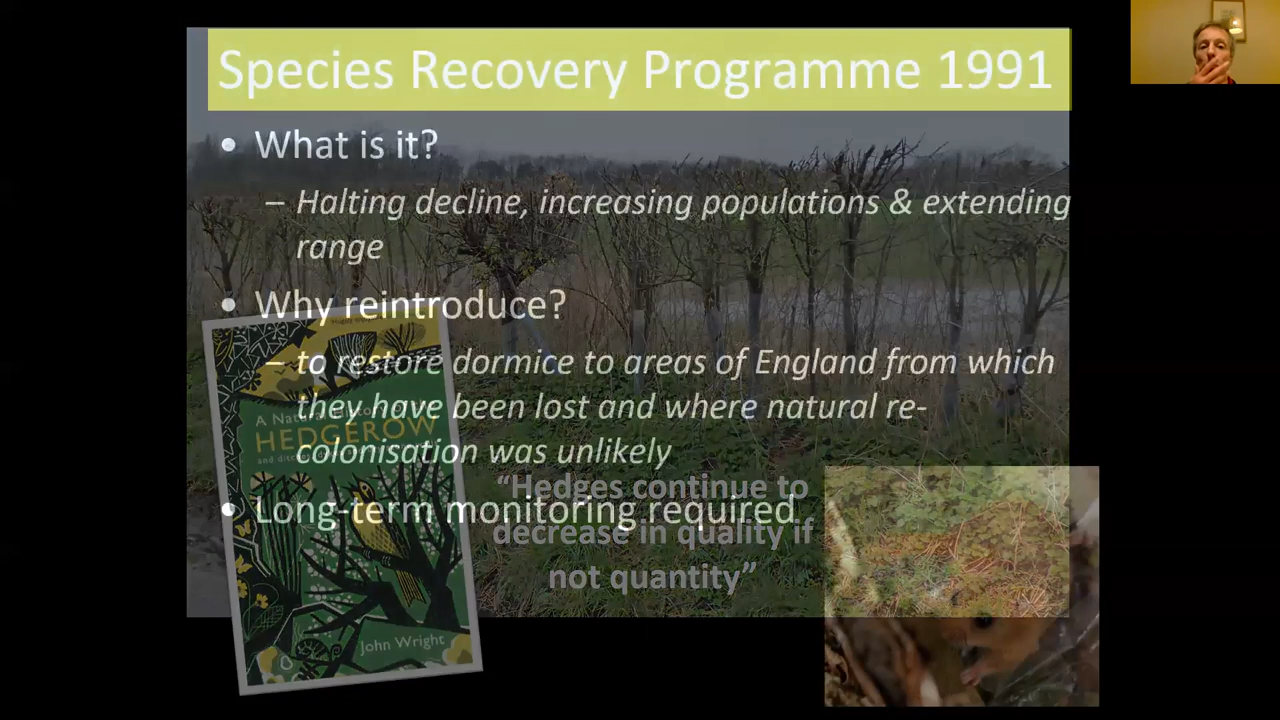 Species Recovery Programme 1991
• What is it?
– Halting decline, increasing populations & extending
range
• Why reintroduce?
– to restore dormice to areas of England from which
they have been lost and where natural re-
colonisation was unlikely
• Long-term monitoring required
A Natural
HEDGEROW
John Wright
“Hedges continue to
decrease in quality if
not quantity”